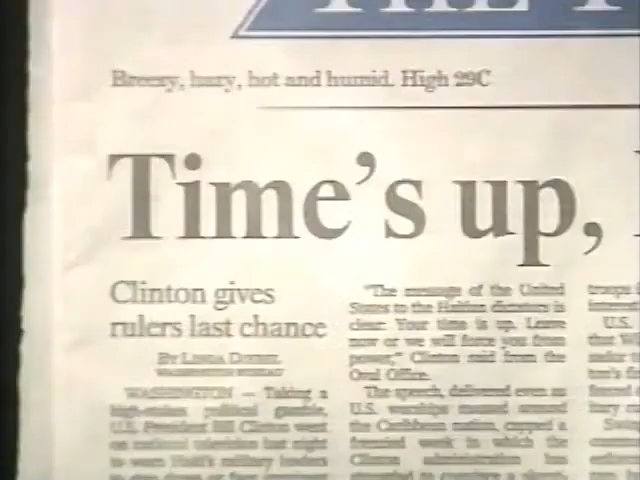 THE T
Breezy, hazy, hot and humid. High 29C
Time's up,
Clinton gives
rulers last chance
"The message of the United
States to the Haitian dictators is
clear: Your time is up. Leave
now or we will force you from
power," Clinton said from the
Oval Office.
The speech, delivered even as
U.S. warships massed around
the Caribbean nation, capped a
frenzied week in which the
Clinton administration has
troops
U.S.
WASHINGTON — Taking a
high-stakes political gamble,
U.S. President Bill Clinton went
on national television last night
to warn Haiti's military leaders